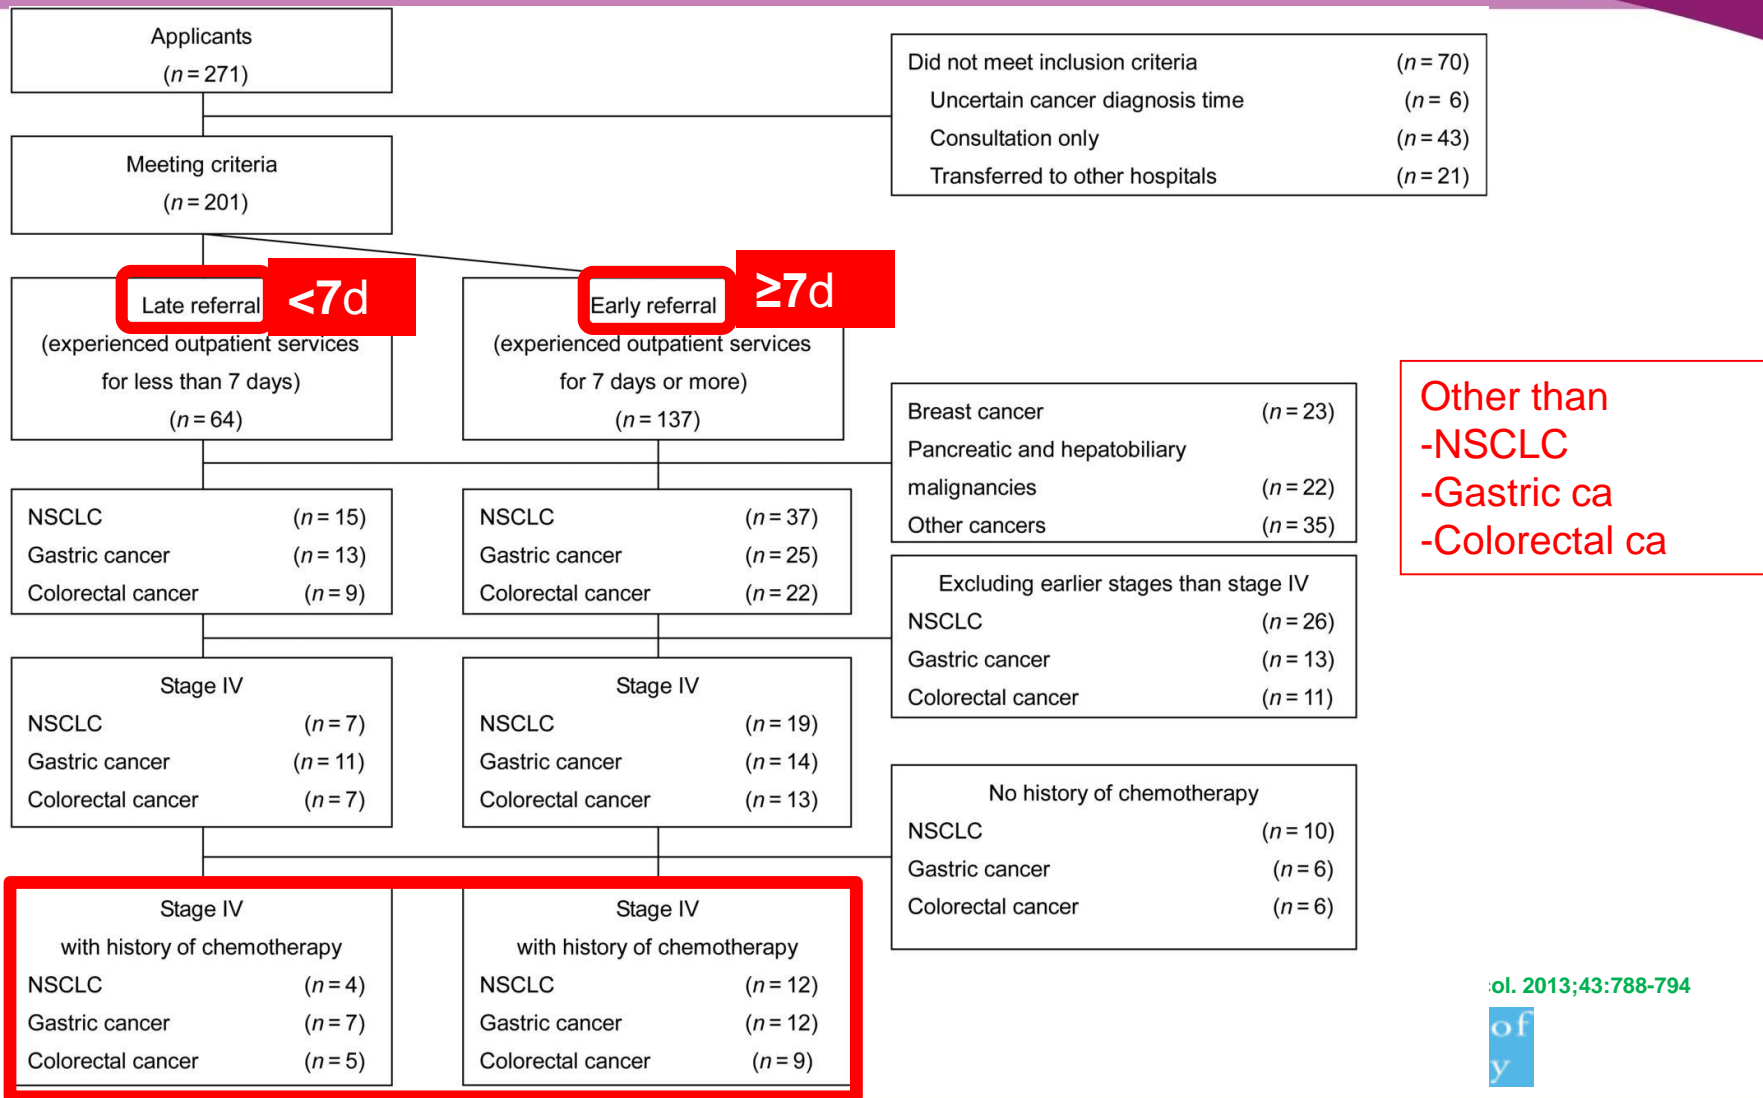 Applicants
(n = 271)
Did not meet inclusion criteria (n = 70)
Uncertain cancer diagnosis time (n = 6)
Consultation only (n = 43)
Transferred to other hospitals (n = 21)
Meeting criteria
(n = 201)
Late referral <7d
(experienced outpatient services
for less than 7 days)
(n = 64)
Early referral ≥7d
(experienced outpatient services
for 7 days or more)
(n = 137)
Breast cancer (n = 23)
Pancreatic and hepatobiliary
malignancies (n = 22)
Other cancers (n = 35)
Other than
-NSCLC
-Gastric ca
-Colorectal ca
NSCLC (n = 15)
Gastric cancer (n = 13)
Colorectal cancer (n = 9)
NSCLC (n = 37)
Gastric cancer (n = 25)
Colorectal cancer (n = 22)
Excluding earlier stages than stage IV
NSCLC (n = 26)
Gastric cancer (n = 13)
Colorectal cancer (n = 11)
Stage IV
NSCLC (n = 7)
Gastric cancer (n = 11)
Colorectal cancer (n = 7)
Stage IV
NSCLC (n = 19)
Gastric cancer (n = 14)
Colorectal cancer (n = 13)
No history of chemotherapy
NSCLC (n = 10)
Gastric cancer (n = 6)
Colorectal cancer (n = 6)
Stage IV
with history of chemotherapy
NSCLC (n = 4)
Gastric cancer (n = 7)
Colorectal cancer (n = 5)
Stage IV
with history of chemotherapy
NSCLC (n = 12)
Gastric cancer (n = 12)
Colorectal cancer (n = 9)
ol. 2013;43:788-794
of
y